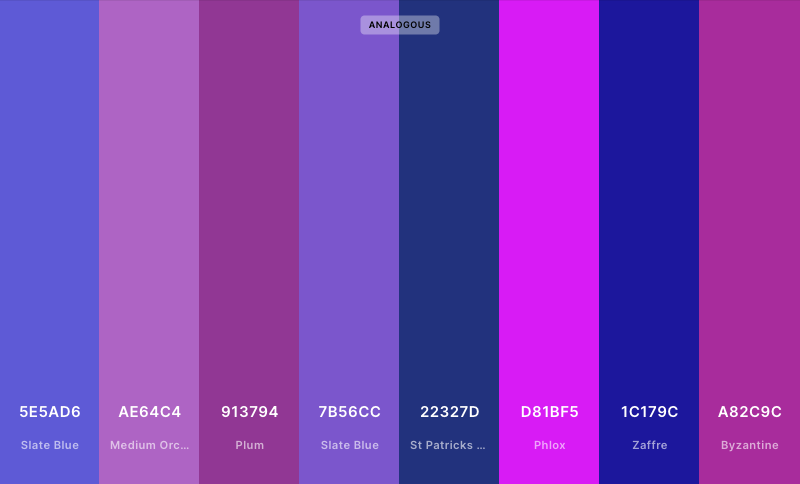 ANALOGOUS
5E5AD6 AE64C4 913794 7B56CC 22327D D81BF5 1C179C A82C9C
Slate Blue Medium Orc... Plum Slate Blue St Patricks ... Phlox Zaffre Byzantine